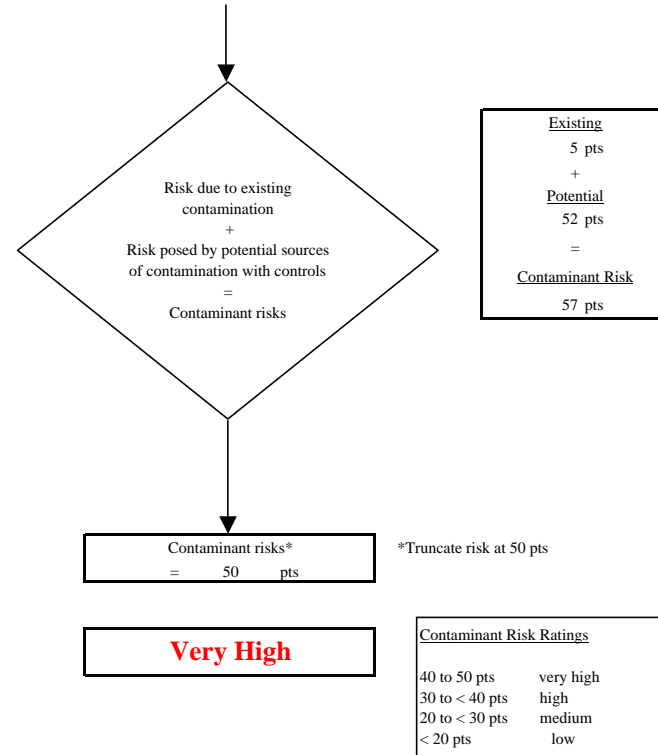 Risk due to existing
contamination
+
Risk posed by potential sources
of contamination with controls
=
Contaminant risks
Existing
5 pts
+
Potential
52 pts
=
Contaminant Risk
57 pts
Contaminant risks*
= 50 pts
*Truncate risk at 50 pts
Very High
Contaminant Risk Ratings
40 to 50 pts very high
30 to < 40 pts high
20 to < 30 pts medium
< 20 pts low